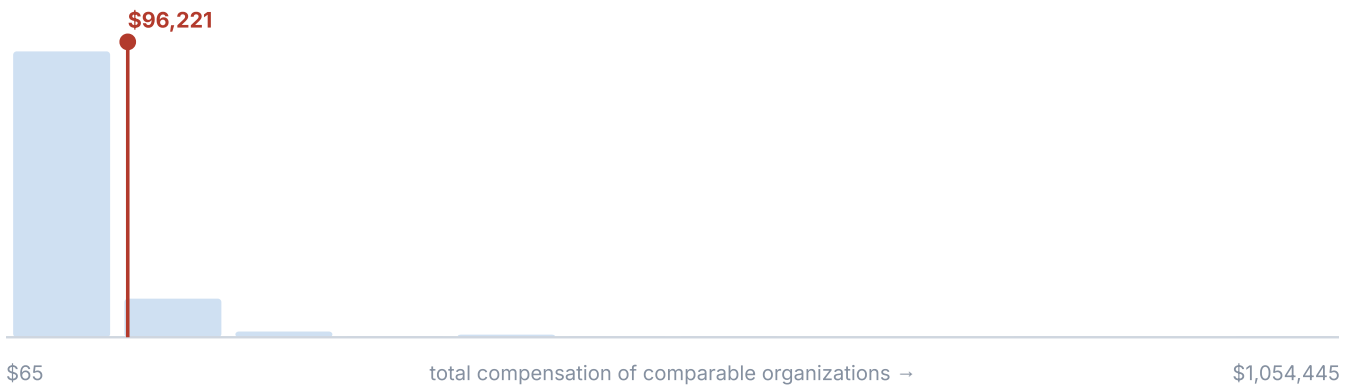 $96,221
$65 total compensation of comparable organizations → $1,054,445